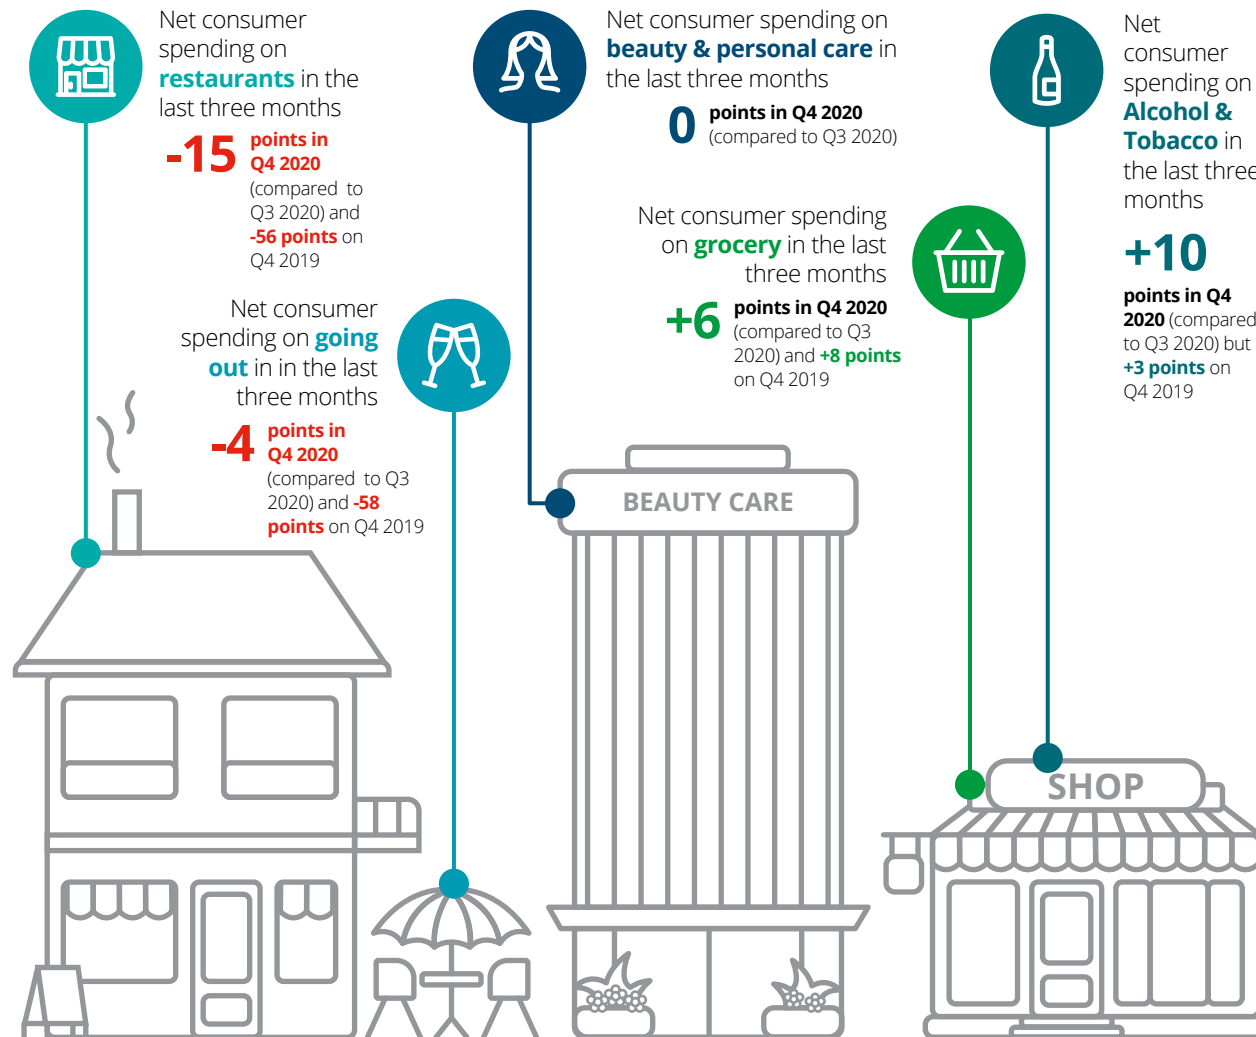 Net consumer
spending on
restaurants in the
last three months
-15 points in
Q4 2020
(compared to
Q3 2020) and
-56 points on
Q4 2019
Net consumer
spending on going
out in in the last
three months
-4 points in
Q4 2020
(compared to Q3
2020) and -58
points on Q4 2019
Net consumer spending on
beauty & personal care in
the last three months
0 points in Q4 2020
(compared to Q3 2020)
Net consumer spending
on grocery in the last
three months
+6 points in Q4 2020
(compared to Q3
2020) and +8 points
on Q4 2019
Net
consumer
spending on
Alcohol &
Tobacco in
the last three
months
+10
points in Q4
2020 (compared
to Q3 2020) but
+3 points on
Q4 2019
BEAUTY CARE
SHOP